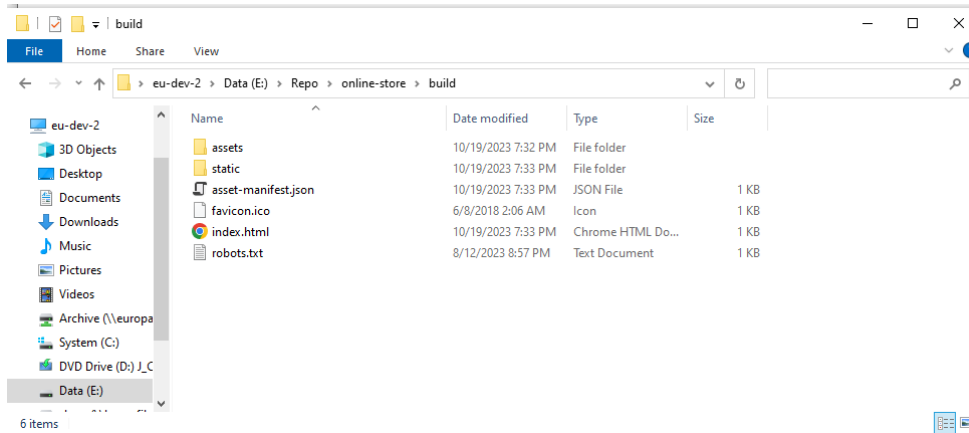 build
File Home Share View
eu-dev-2 Data (E:) Repo online-store build
Name Date modified Type Size
eu-dev-2
3D Objects
Desktop
Documents
Downloads
Music
Pictures
Videos
Archive (\\europa
System (C:)
DVD Drive (D:) J_C
Data (E:)
assets 10/19/2023 7:32 PM File folder
static 10/19/2023 7:33 PM File folder
asset-manifest.json 10/19/2023 7:33 PM JSON File 1 KB
favicon.ico 6/8/2018 2:06 AM Icon 1 KB
index.html 10/19/2023 7:33 PM Chrome HTML Do... 1 KB
robots.txt 8/12/2023 8:57 PM Text Document 1 KB
6 items